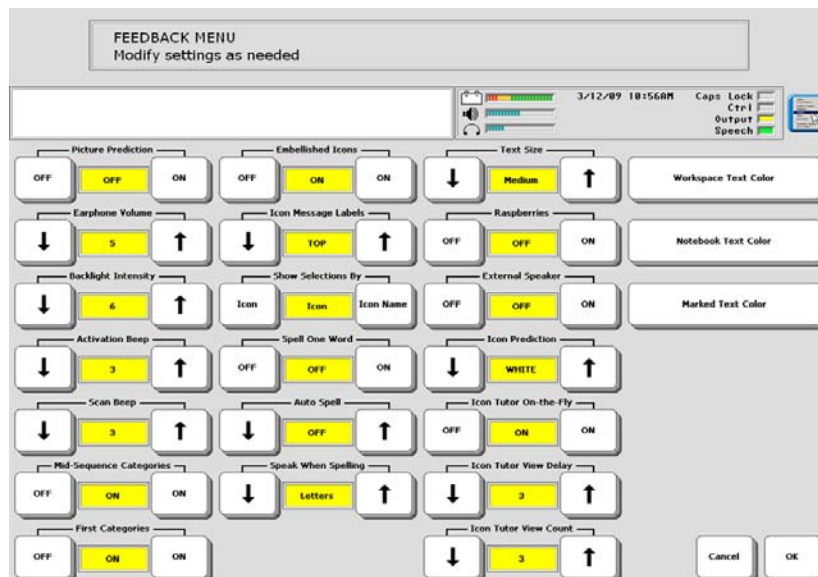 FEEDBACK MENU
Modify settings as needed
3/12/09 10:56AM
Caps Lock
Ctrl
Output
Speech
Picture Prediction
OFF OFF ON
Embellished Icons
OFF ON ON
Text Size
Medium
Workspace Text Color
Earphone Volume
5
Icon Message Labels
TOP
Raspberries
OFF OFF ON
Notebook Text Color
Backlight Intensity
6
Show Selections By
Icon Icon Icon Name
External Speaker
OFF OFF ON
Marked Text Color
Activation Beep
3
Spell One Word
OFF OFF ON
Icon Prediction
WHITE
Scan Beep
3
Auto Spell
OFF
Icon Tutor On-the-Fly
OFF ON ON
Mid-Sequence Categories
OFF ON ON
Speak When Spelling
Letters
Icon Tutor View Delay
3
First Categories
OFF ON ON
Icon Tutor View Count
3
Cancel
OK